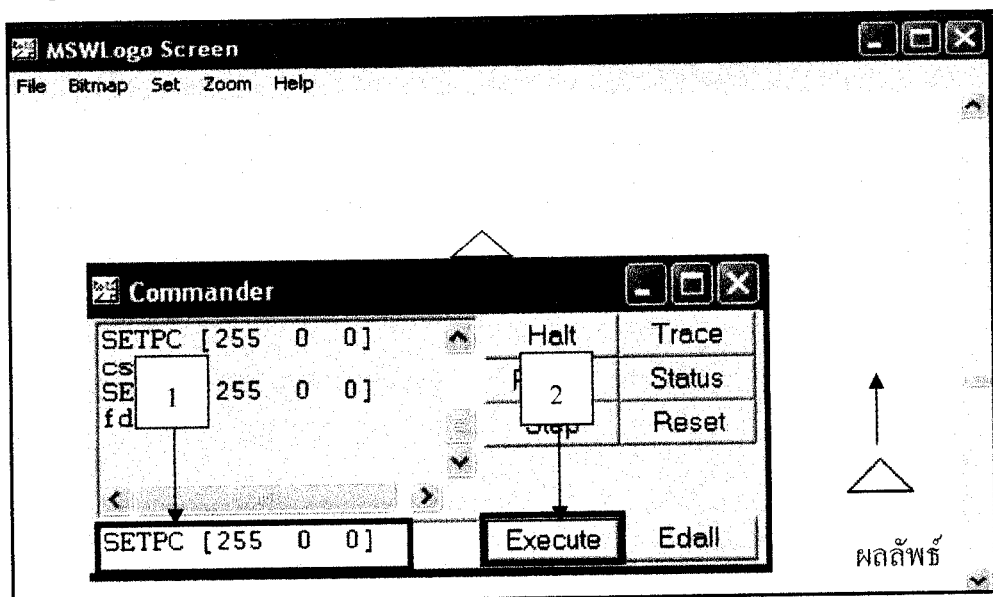 MSWLogo Screen
File Bitmap Set Zoom Help
Commander
SETPC [255 0 0]
cs
SE 255 0 0]
fd
1
2
Halt Trace
Status
Step Reset
SETPC [255 0 0]
Execute Edall
ผลลัพธ์